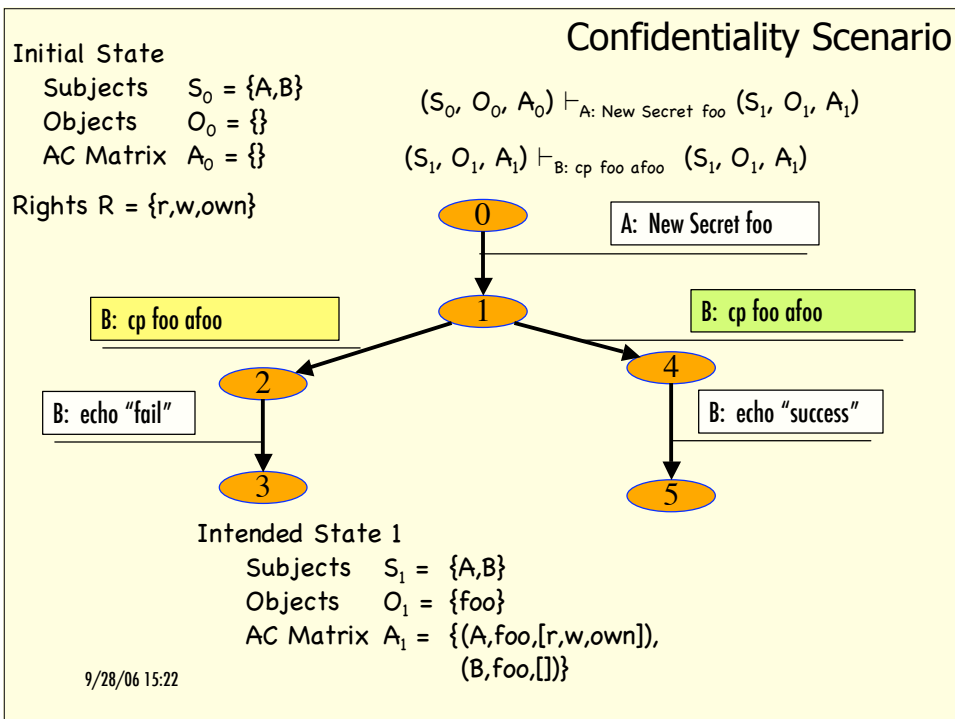 Confidentiality Scenario
Initial State
Subjects S₀ = {A,B}
Objects O₀ = {}
AC Matrix A₀ = {}
Rights R = {r,w,own}
(S₀, O₀, A₀) ⊢A: New Secret foo (S₁, O₁, A₁)
(S₁, O₁, A₁) ⊢B: cp foo afoo (S₁, O₁, A₁)
0
A: New Secret foo
1
B: cp foo afoo
B: cp foo afoo
2
4
B: echo “fail”
B: echo “success”
3
5
Intended State 1
Subjects S₁ = {A,B}
Objects O₁ = {foo}
AC Matrix A₁ = {(A,foo,[r,w,own]),
(B,foo,[])}
9/28/06 15:22